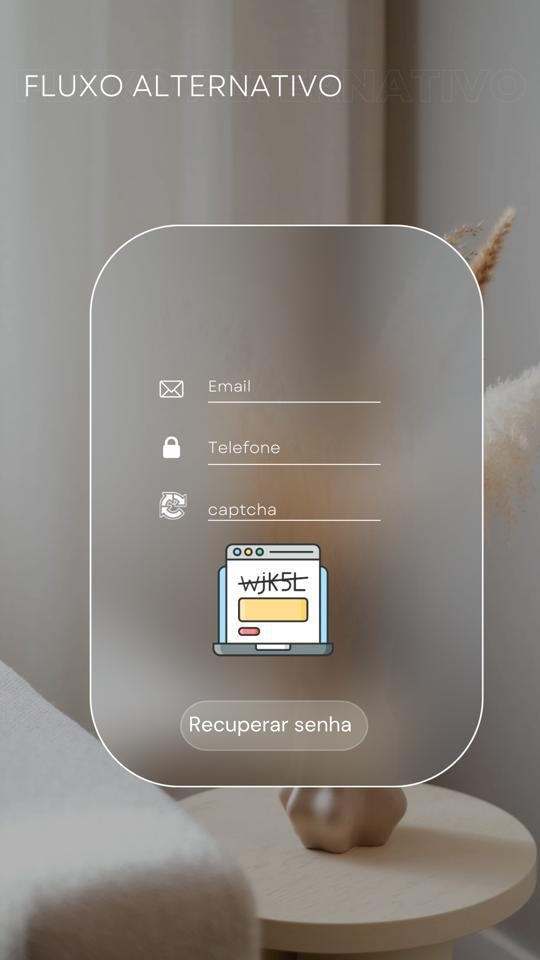 FLUXO ALTERNATIVO
Email
Telefone
captcha
wjK5L
Recuperar senha